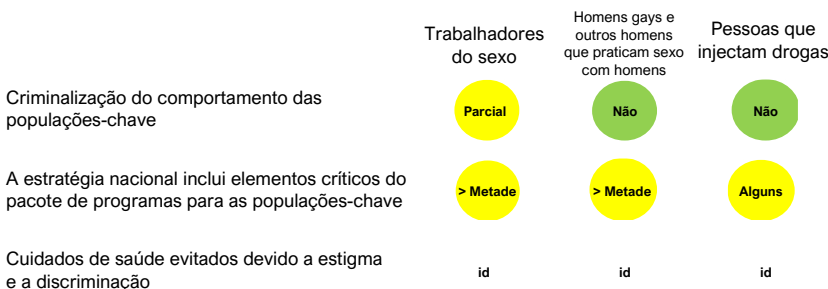 Trabalhadores
do sexo
Homens gays e
outros homens
que praticam sexo
com homens
Pessoas que
injectam drogas
Criminalização do comportamento das
populações-chave
Parcial
Não
Não
A estratégia nacional inclui elementos críticos do
pacote de programas para as populações-chave
> Metade
> Metade
Alguns
Cuidados de saúde evitados devido a estigma
e a discriminação
id
id
id